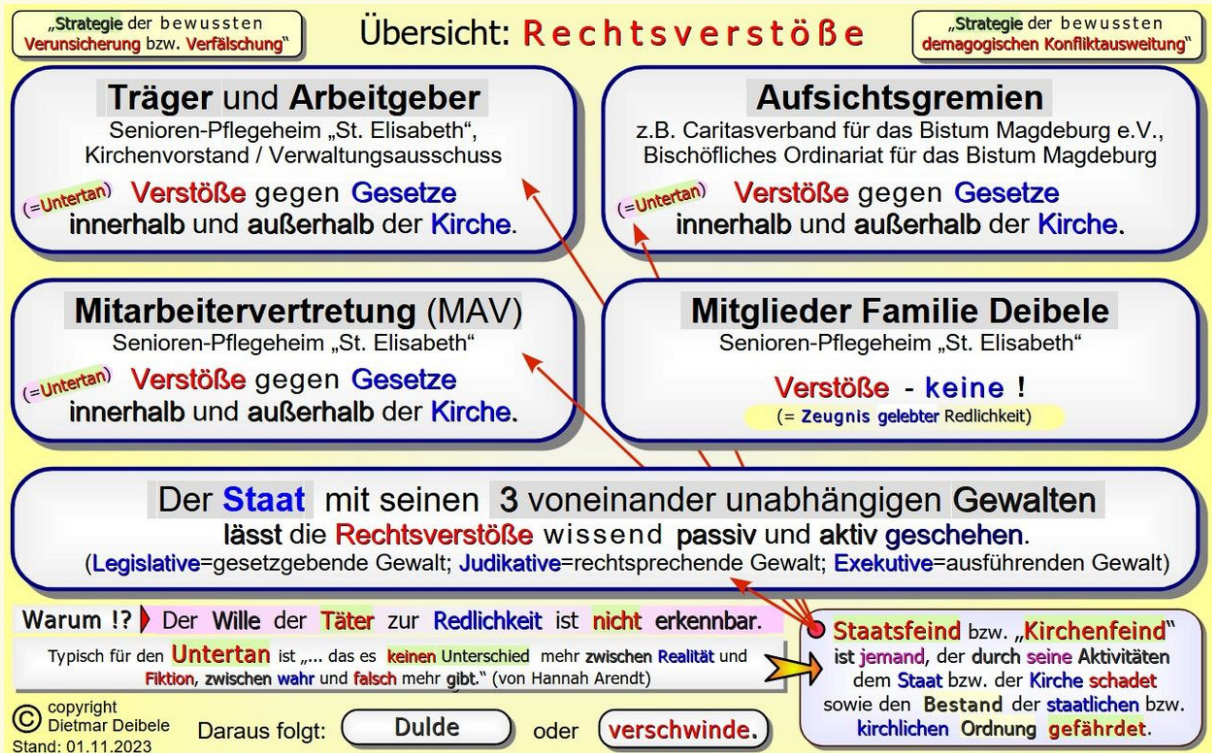 „Strategie der bewussten
Verunsicherung bzw. Verfälschung“
Übersicht: Rechtsverstöße
„Strategie der bewussten
demagogischen Konfliktausweitung“
Träger und Arbeitgeber
Senioren-Pflegeheim „St. Elisabeth“,
Kirchenvorstand / Verwaltungsausschuss
(=Untertan) Verstöße gegen Gesetze
innerhalb und außerhalb der Kirche.
Aufsichtsgremien
z.B. Caritasverband für das Bistum Magdeburg e.V.,
Bischöfliches Ordinariat für das Bistum Magdeburg
(=Untertan) Verstöße gegen Gesetze
innerhalb und außerhalb der Kirche.
Mitarbeitervertretung (MAV)
Senioren-Pflegeheim „St. Elisabeth“
(=Untertan) Verstöße gegen Gesetze
innerhalb und außerhalb der Kirche.
Mitglieder Familie Deibele
Senioren-Pflegeheim „St. Elisabeth“
Verstöße - keine !
(= Zeugnis gelebter Redlichkeit)
Der Staat mit seinen 3 voneinander unabhängigen Gewalten
lässt die Rechtsverstöße wissend passiv und aktiv geschehen.
(Legislative=gesetzgebende Gewalt; Judikative=rechtsprechende Gewalt; Exekutive=ausführenden Gewalt)
Warum !? Der Wille der Täter zur Redlichkeit ist nicht erkennbar.
Typisch für den Untertan ist „... das es keinen Unterschied mehr zwischen Realität und
Fiktion, zwischen wahr und falsch mehr gibt.“ (von Hannah Arendt)
Staatsfeind bzw. „Kirchenfeind“
ist jemand, der durch seine Aktivitäten
dem Staat bzw. der Kirche schadet
sowie den Bestand der staatlichen bzw.
kirchlichen Ordnung gefährdet.
© copyright
Dietmar Deibele
Stand: 01.11.2023
Daraus folgt: Dulde oder verschwinde.